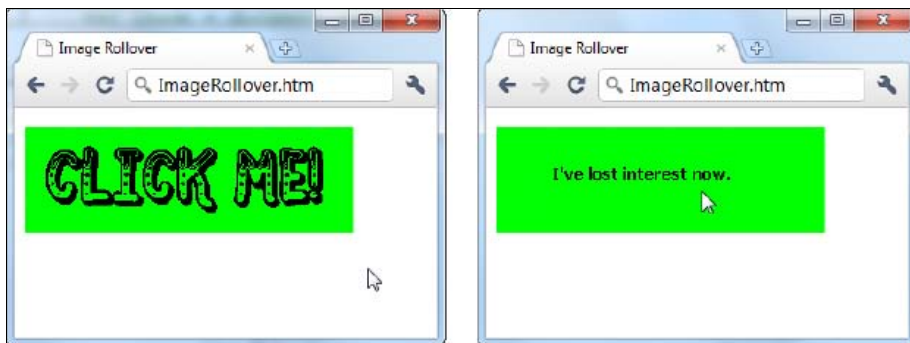 Image Rollover
ImageRollover.htm
CLICK ME!
Image Rollover
ImageRollover.htm
I've lost interest now.